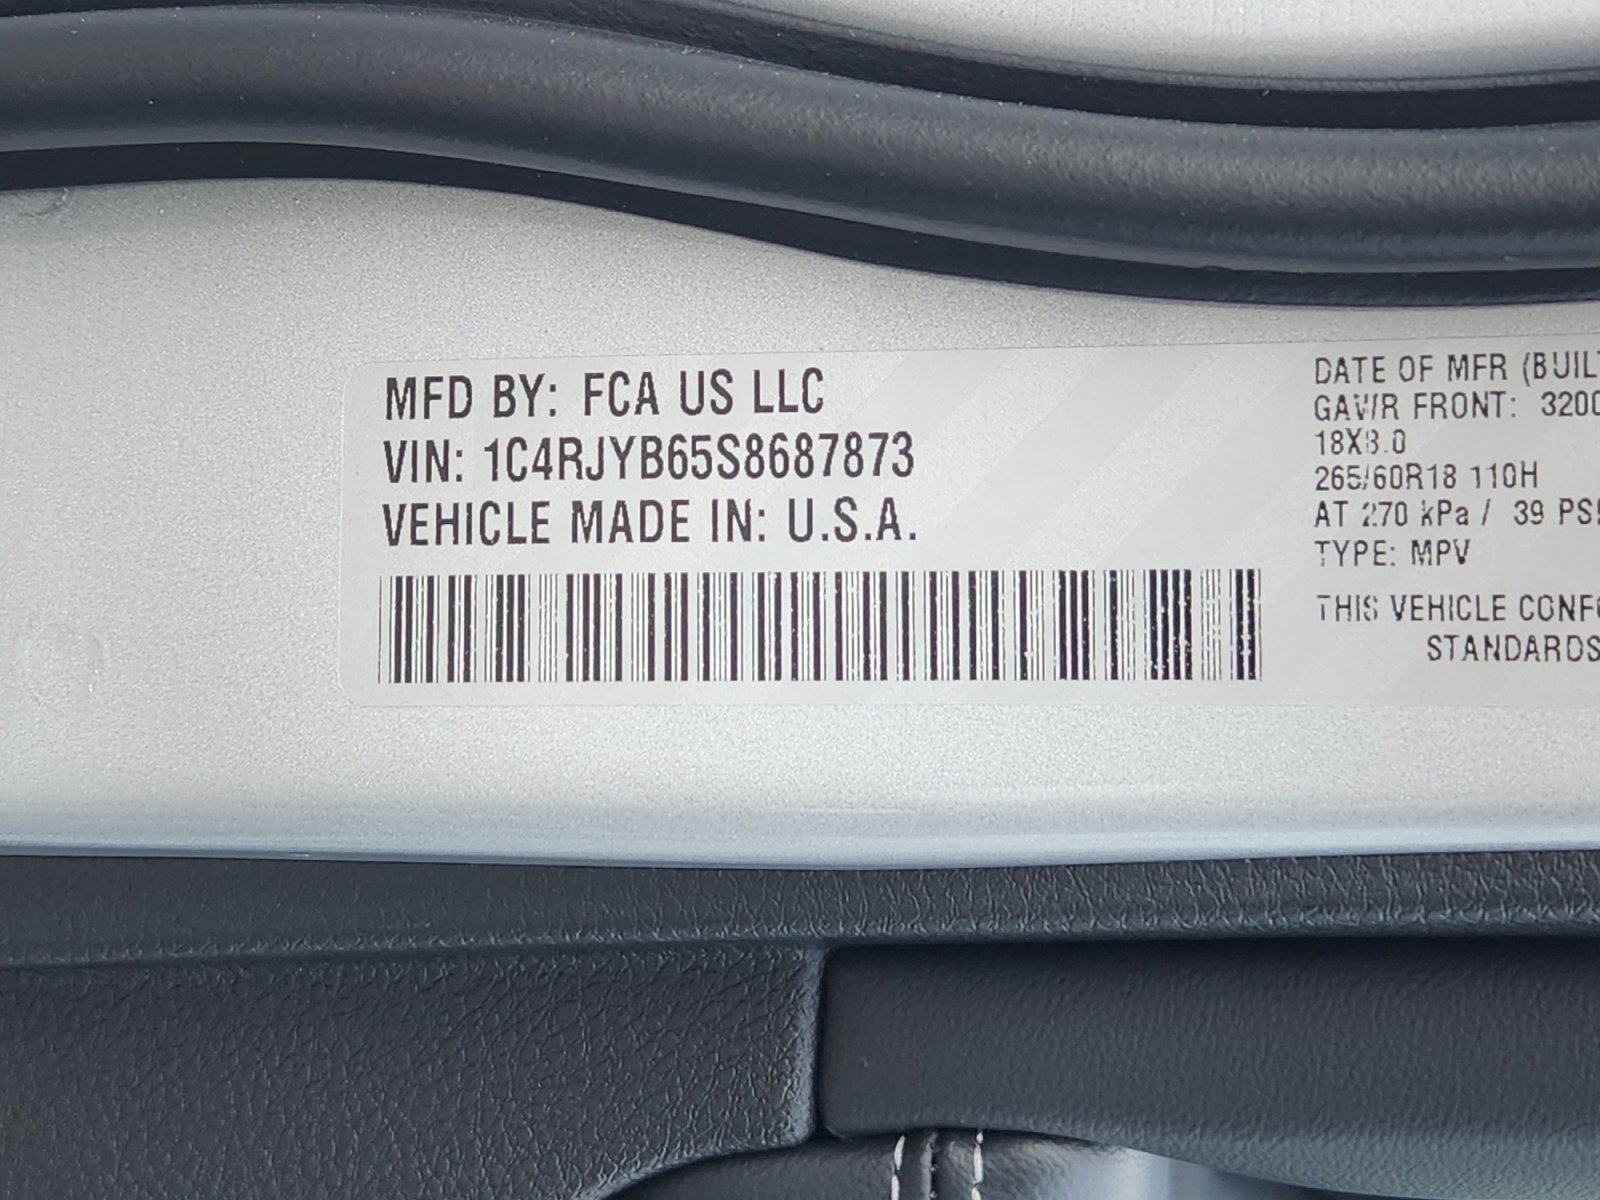 MFD BY: FCA US LLC
VIN: 1C4RJYB65S8687873
VEHICLE MADE IN: U.S.A.
DATE OF MFR (BUIL
GAWR FRONT: 320
18X8.0
265/60R18 110H
AT 270 kPa / 39 PS
TYPE: MPV
THIS VEHICLE CONF
STANDARDS